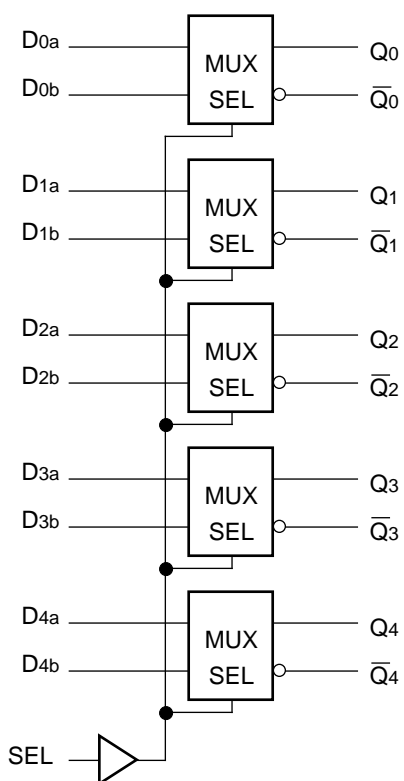 D0a MUX Q0
D0b SEL Q̅0
D1a MUX Q1
D1b SEL Q̅1
D2a MUX Q2
D2b SEL Q̅2
D3a MUX Q3
D3b SEL Q̅3
D4a MUX Q4
D4b SEL Q̅4
SEL